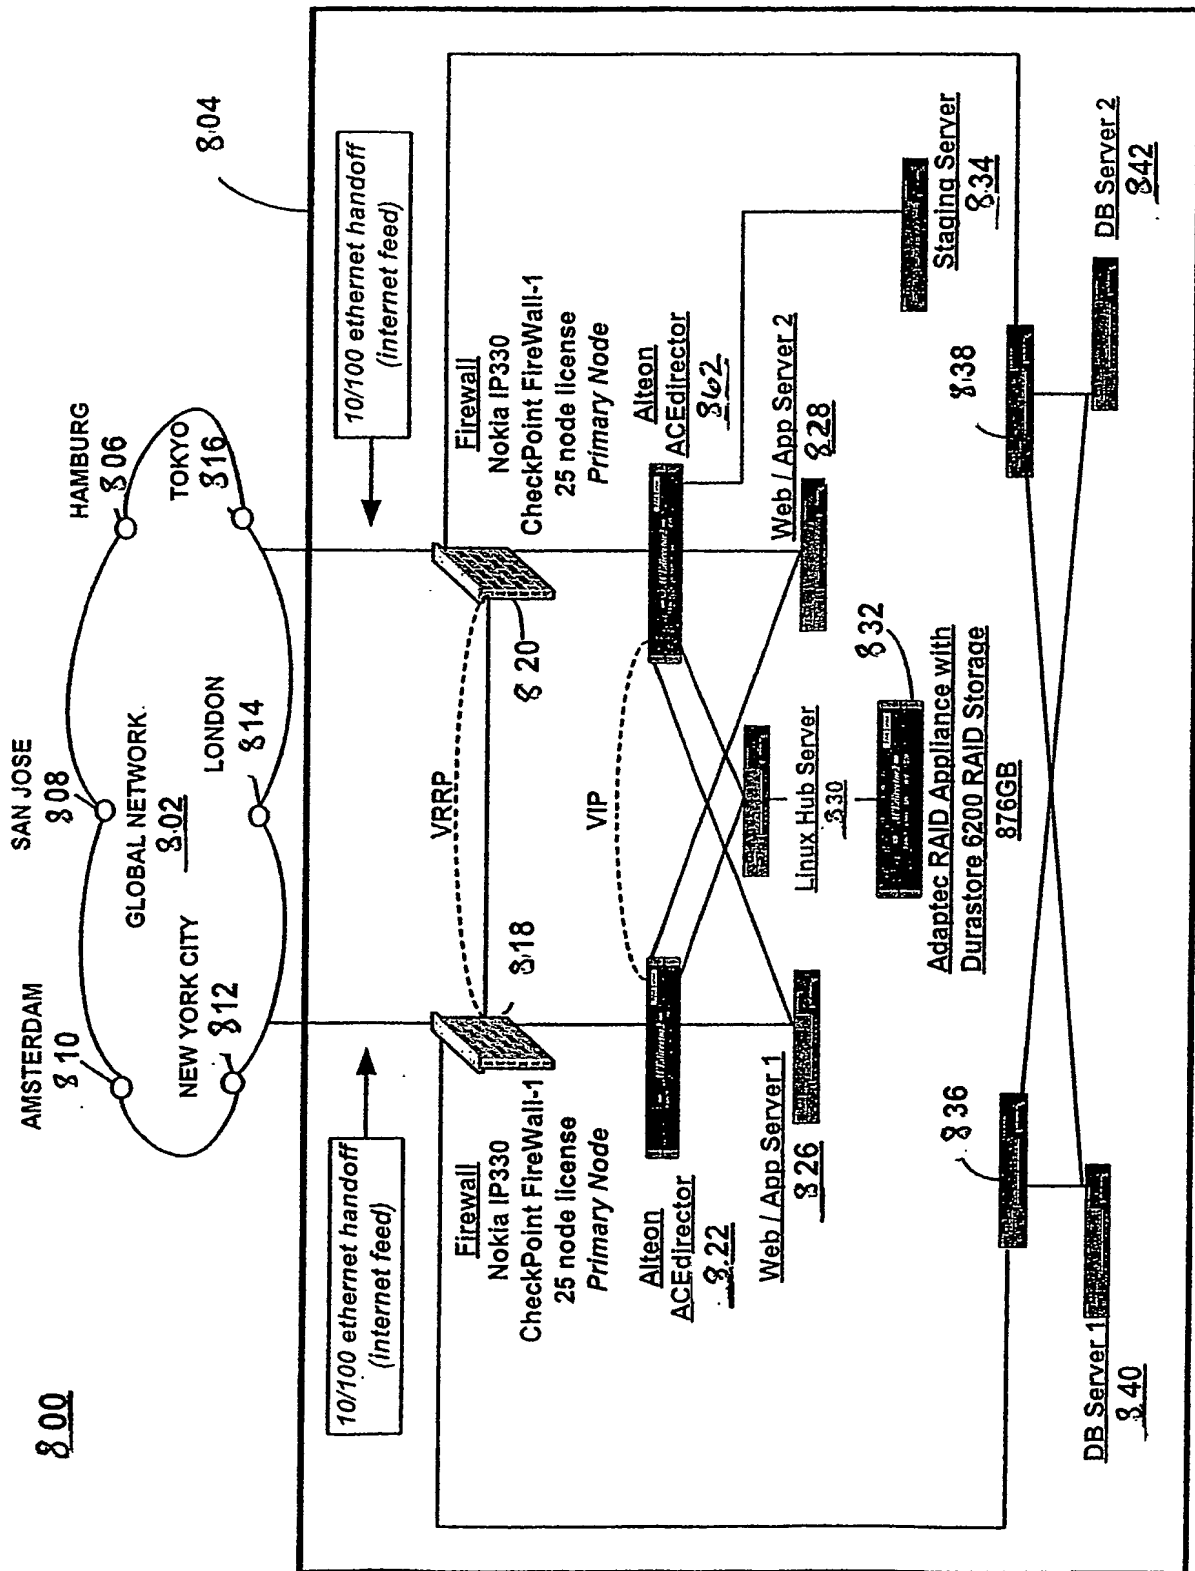 800
AMSTERDAM
810
SAN JOSE
808
HAMBURG
806
GLOBAL NETWORK
802
NEW YORK CITY
812
LONDON
814
TOKYO
816
804
10/100 ethernet handoff
(internet feed)
10/100 ethernet handoff
(internet feed)
Firewall
Nokia IP330
CheckPoint FireWall-1
25 node license
Primary Node
818
VRRP
820
Firewall
Nokia IP330
CheckPoint FireWall-1
25 node license
Primary Node
Alteon
ACEdirector
822
VIP
Alteon
ACEdirector
862
Web / App Server 1
826
Web / App Server 2
828
Linux Hub Server
830
832
Adaptec RAID Appliance with
Durastore 6200 RAID Storage
876GB
Staging Server
834
836
838
DB Server 1
840
DB Server 2
842